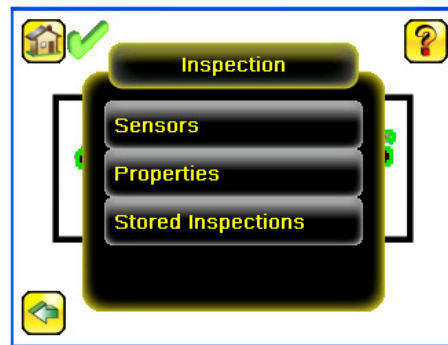 ?
Inspection
Sensors
Properties
Stored Inspections